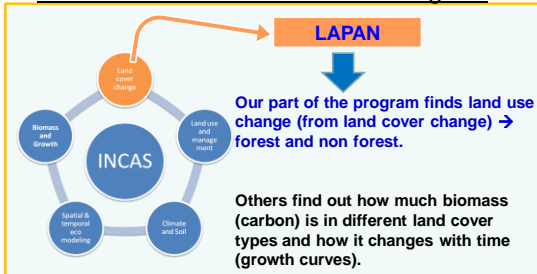 LAPAN
Land
cover
change
Biomass
and
Growth
Land use
and
manage
mant
INCAS
Spatial &
temporal
eco
modeling
Climate
and Soil
Our part of the program finds land use
change (from land cover change) →
forest and non forest.
Others find out how much biomass
(carbon) is in different land cover
types and how it changes with time
(growth curves).